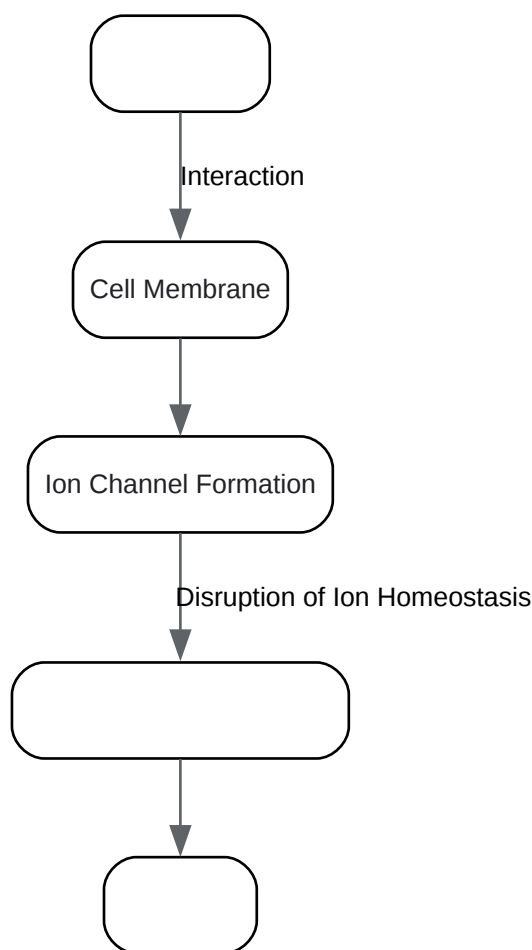 Interaction
Cell Membrane
Ion Channel Formation
Disruption of Ion Homeostasis